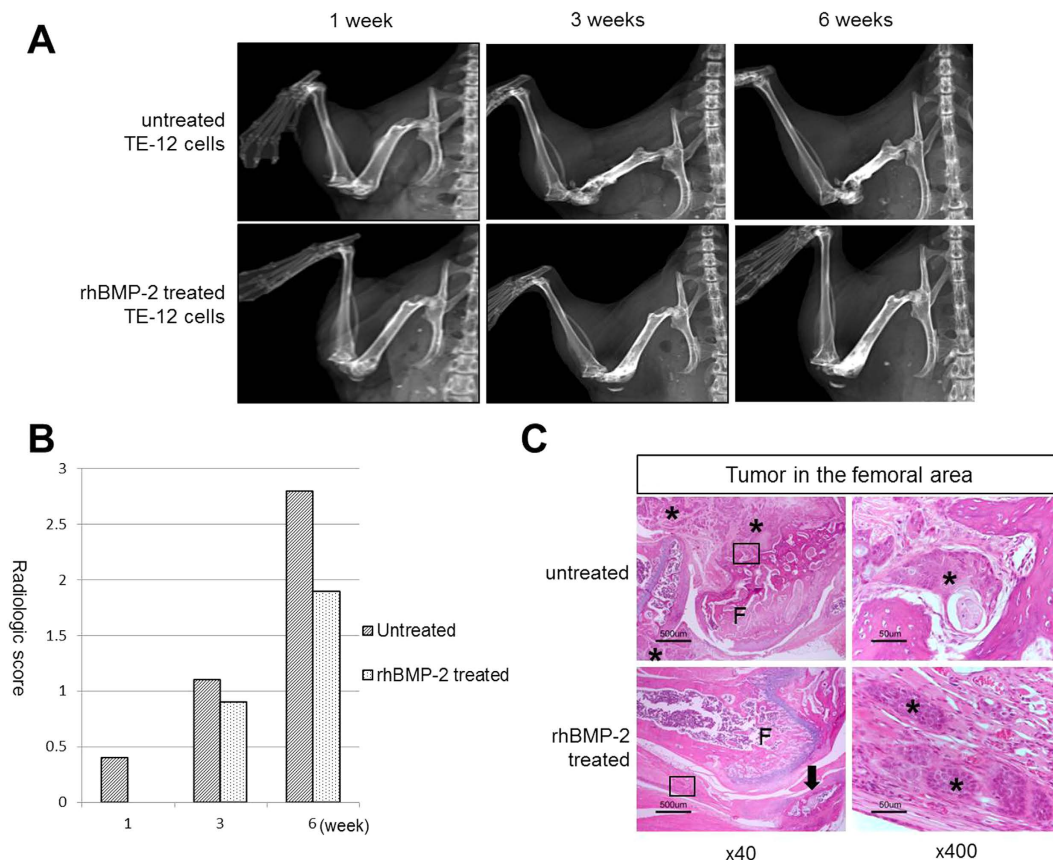 A
1 week
3 weeks
6 weeks
untreated
TE-12 cells
rhBMP-2 treated
TE-12 cells
B
Radiologic score
3
2.5
2
1.5
1
0.5
0
1
3
6
(week)
Untreated
rhBMP-2 treated
C
Tumor in the femoral area
untreated
*
*
F
*
500um
*
50um
rhBMP-2
treated
F
500um
*
*
50um
x40
x400